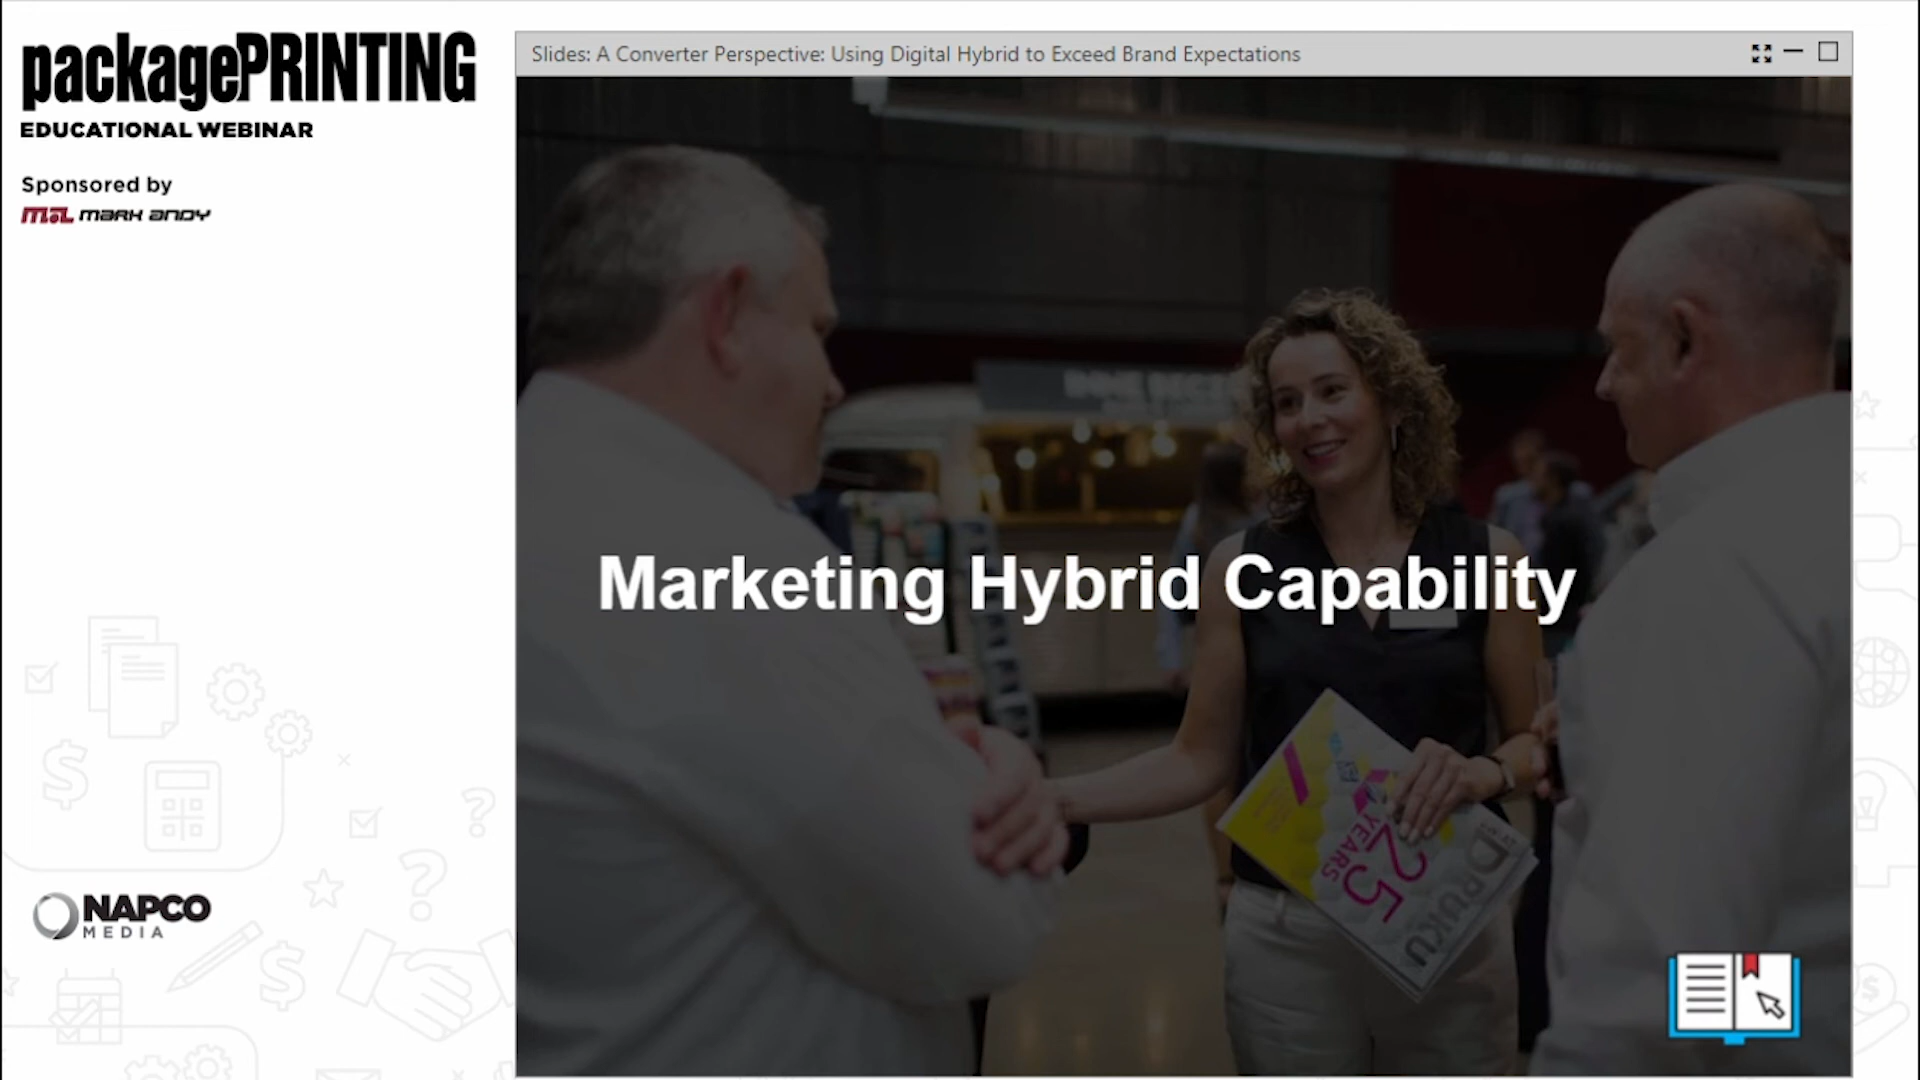 packagePRINTING
EDUCATIONAL WEBINAR
Sponsored by
MA MARK ANDY
Slides: A Converter Perspective: Using Digital Hybrid to Exceed Brand Expectations
Marketing Hybrid Capability
25
YEARS
DRUKU
NAPCO
MEDIA